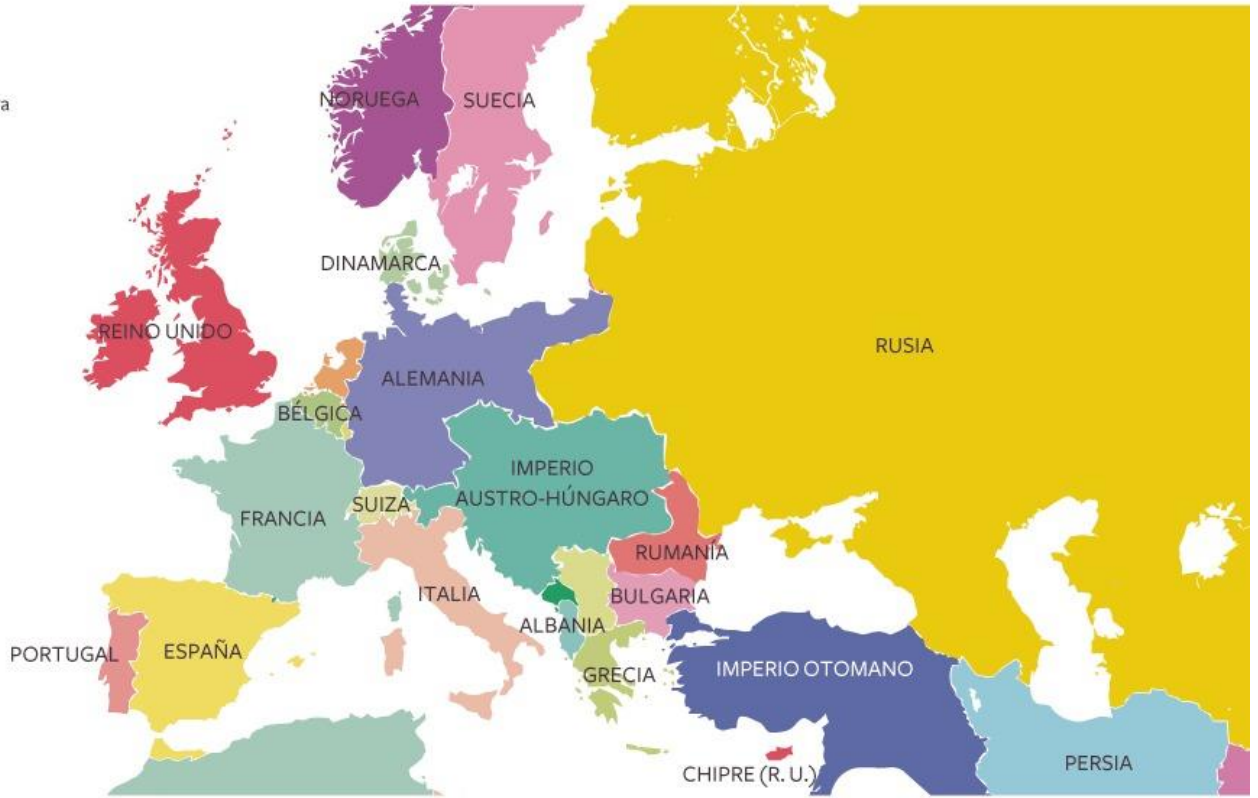 a
NORUEGA
SUECIA
DINAMARCA
REINO UNIDO
RUSIA
ALEMANIA
BÉLGICA
IMPERIO
AUSTRO-HÚNGARO
SUIZA
FRANCIA
RUMANÍA
ITALIA
BULGARIA
ALBANIA
PORTUGAL
ESPAÑA
GRECIA
IMPERIO OTOMANO
PERSIA
CHIPRE (R. U.)